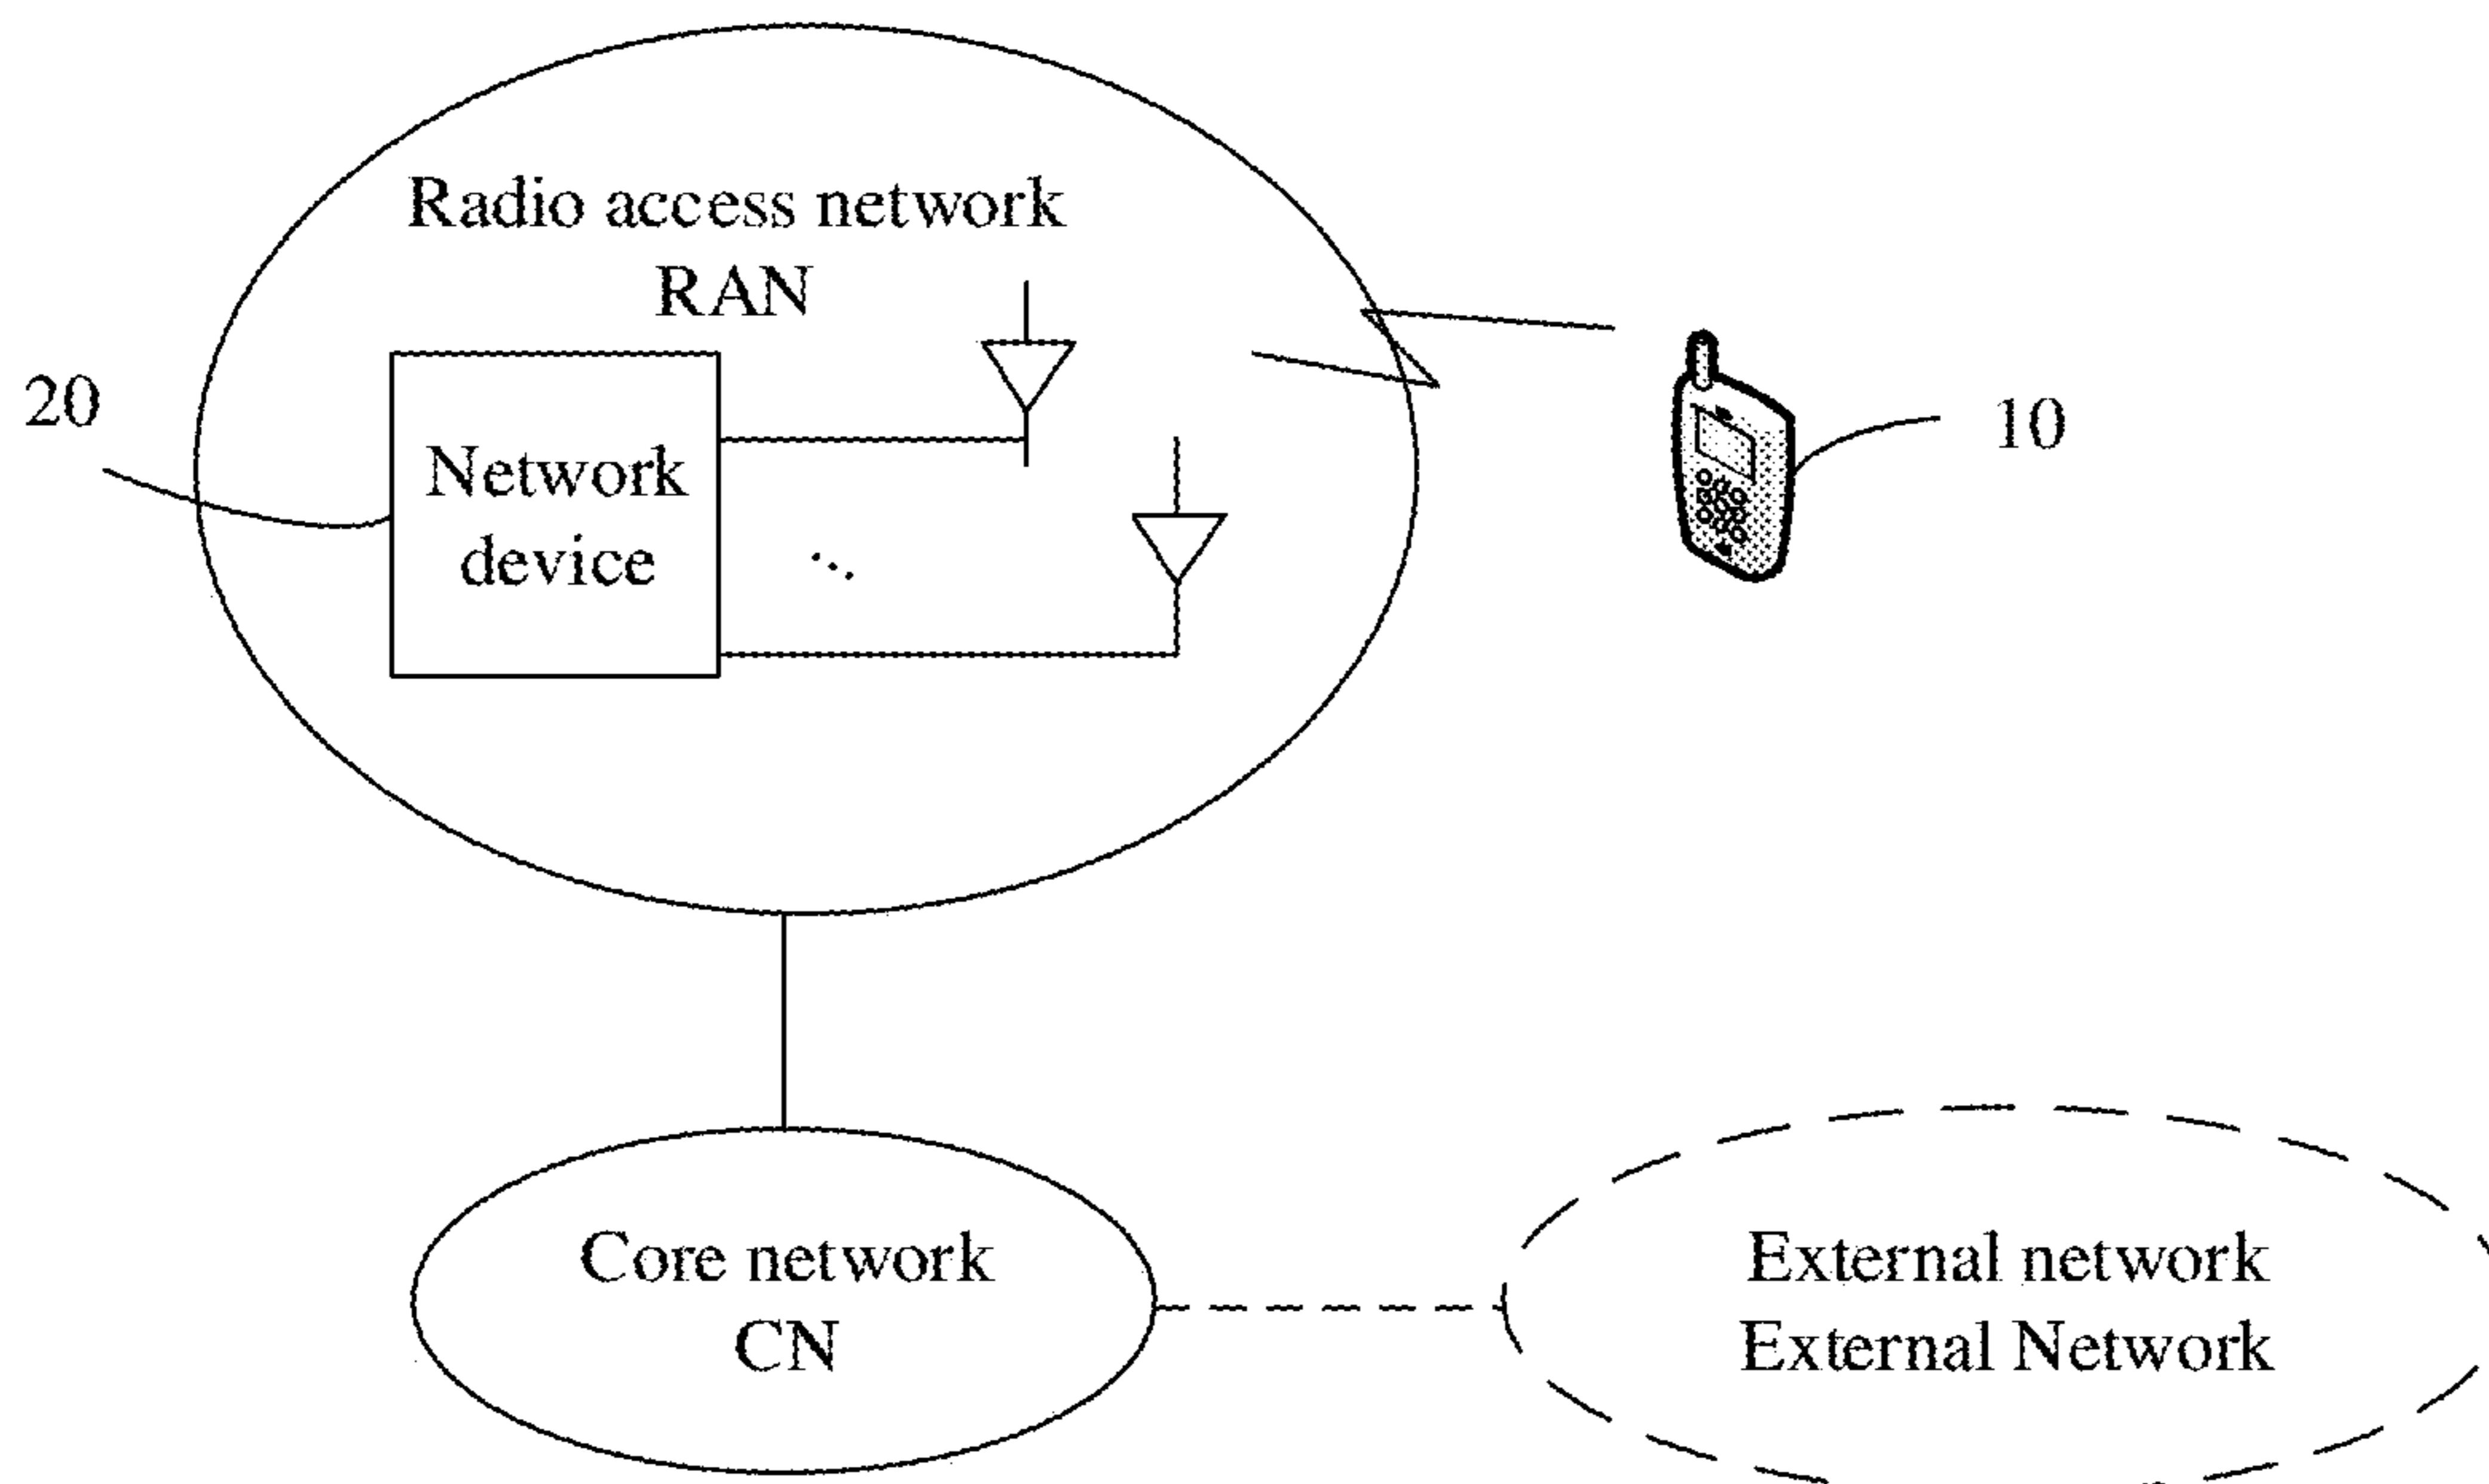 Radio access network
RAN
20
Network
device
10
Core network
CN
External network
External Network